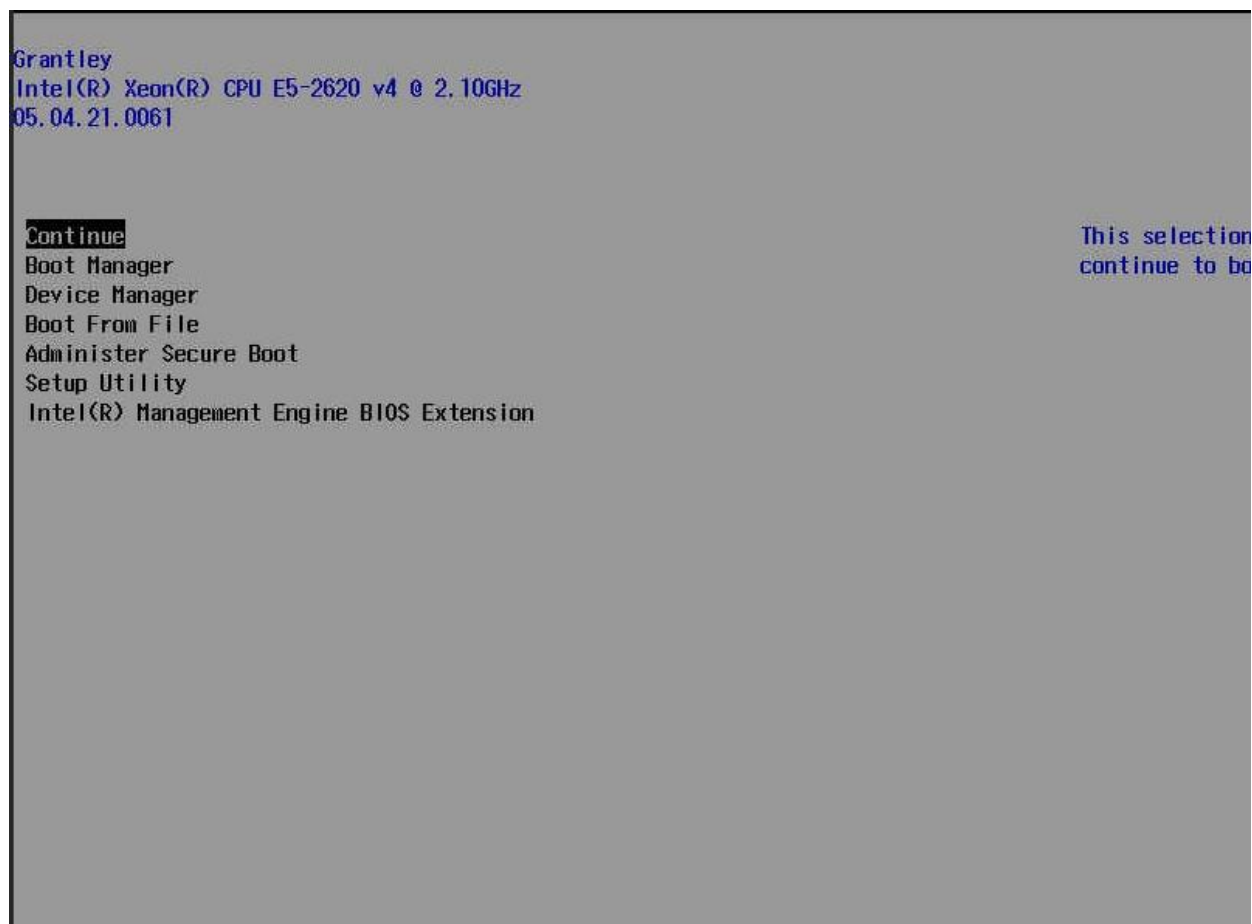 Grantley
Intel(R) Xeon(R) CPU E5-2620 v4 @ 2.10GHz
05.04.21.0061
Continue
This selection
Boot Manager
continue to bo
Device Manager
Boot From File
Administer Secure Boot
Setup Utility
Intel(R) Management Engine BIOS Extension